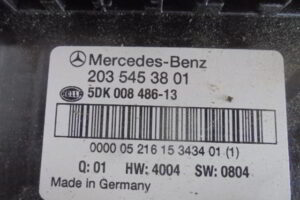 Mercedes-Benz
203 545 38 01
HELLA
5DK 008 486-13
0000 05 216 15 3434 01 (1)
Q: 01 HW: 4004 SW: 0804
Made in Germany